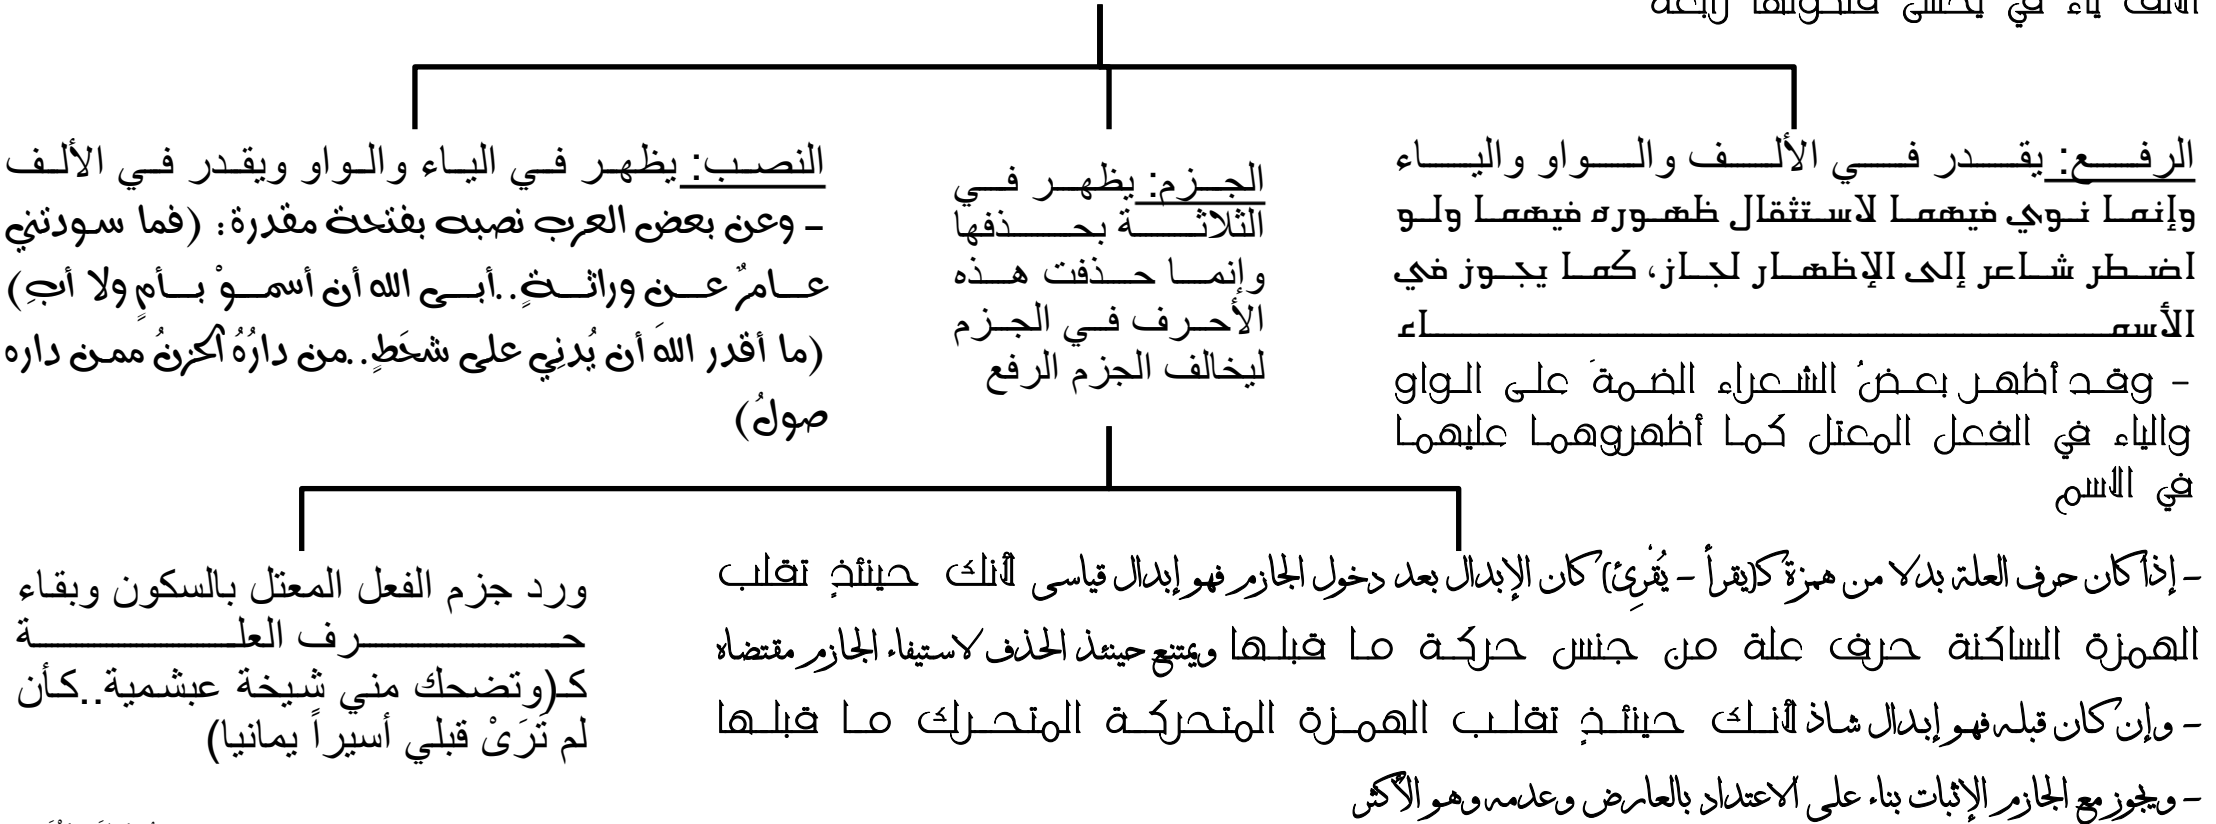 الألف ياء في يخشى فلكونها رابعة
الرفع: يقدر في الألف والواو والياء
وإنما نوي فيهما لاستثقال ظهوره فيهما ولو
اضطر شاعر إلى الإظهار لجاز، كما يجوز في
الأسماء
- وقد أظهر بعضُ الشعراء الضمةَ على الواو
والياء في الفعل المعتل كما أظهروهما عليهما
في الاسم
الجزم: يظهر في
الثلاثة بحذفها
وإنما حذفت هذه
الأحرف في الجزم
ليخالف الجزم الرفع
النصب: يظهر في الياء والواو ويقدر في الألف
- وعن بعض العرب نصبه بفتحة مقدرة: (فما سودتني
عامرٌ عن وراثةٍ..أبى الله أن أسموْ بأمٍ ولا أبِ)
(ما أقدر اللهَ أن يُدنِي على شحَطٍ..من دارُهُ الحَزنُ ممن داره
صولُ)
- إذا كان حرف العلة بدلا من همزة كـ(يقرأ - يُقْرِئ) كان الإبدال بعد دخول الجازم فهو إبدال قياسى لأنك حينئذٍ تقلب
الهمزة الساكنة حرف علة من جنس حركة ما قبلها ويمتنع حينئذ الحذف لاستيفاء الجازم مقتضاه
- وإن كان قبله فهو إبدال شاذ لأنك حينئذٍ تقلب الهمزة المتحركة المتحرك ما قبلها
- ويجوز مع الجازم الإثبات بناء على الاعتداد بالعارض وعدمه وهو الأكثر
ورد جزم الفعل المعتل بالسكون وبقاء
حرف العلة
كـ(وتضحك مني شيخة عبشمية..كأن
لم تَرَىْ قبلي أسيراً يمانيا)